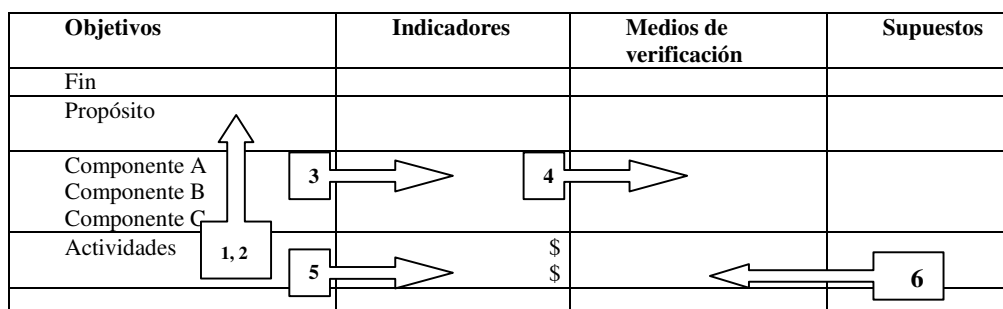 Objetivos Indicadores Medios de verificación Supuestos
Fin
Propósito
Componente A
Componente B
Componente C
3 4
Actividades $
$
1, 2
5
6